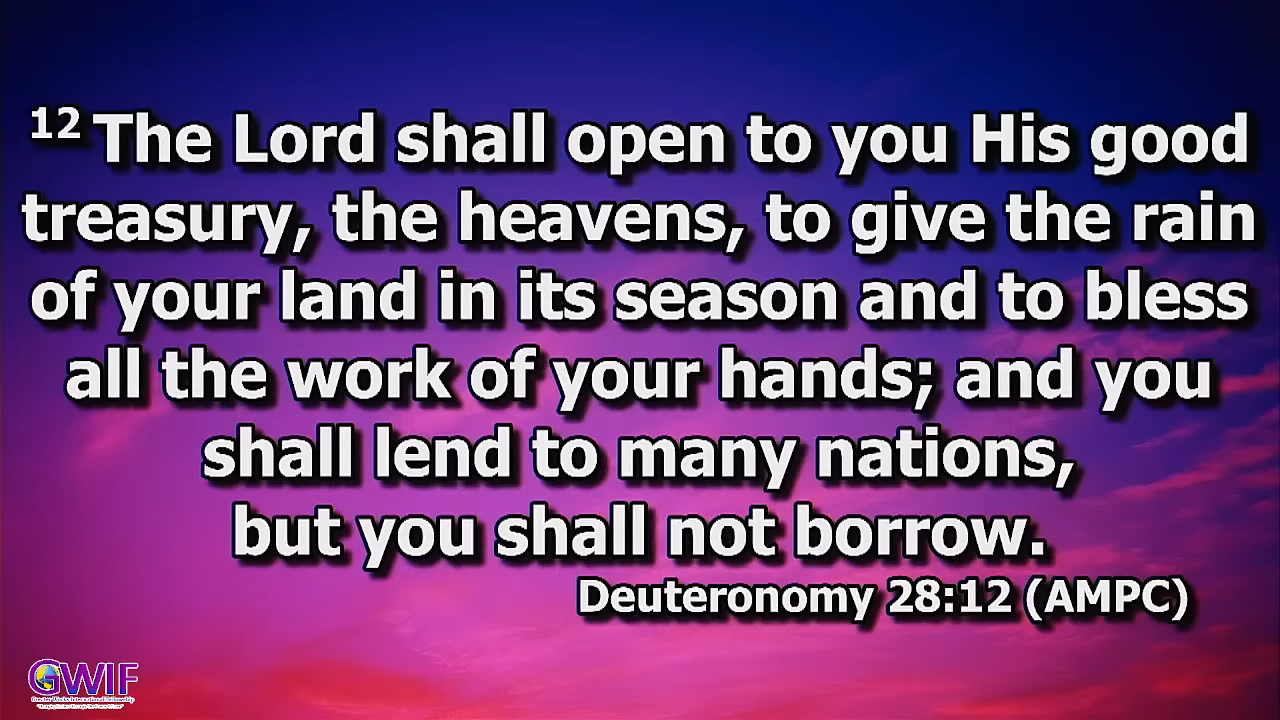 12 The Lord shall open to you His good
treasury, the heavens, to give the rain
of your land in its season and to bless
all the work of your hands; and you
shall lend to many nations,
but you shall not borrow.
Deuteronomy 28:12 (AMPC)
GWIF